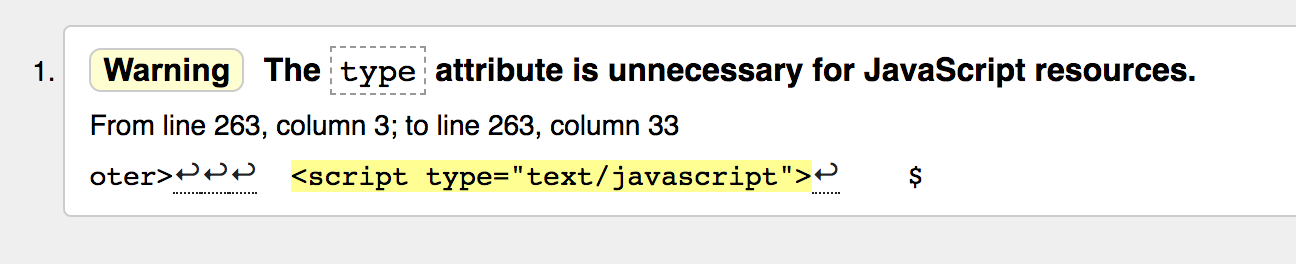 1. Warning The type attribute is unnecessary for JavaScript resources.
From line 263, column 3; to line 263, column 33
oter>↩↩↩ <script type="text/javascript">↩ $